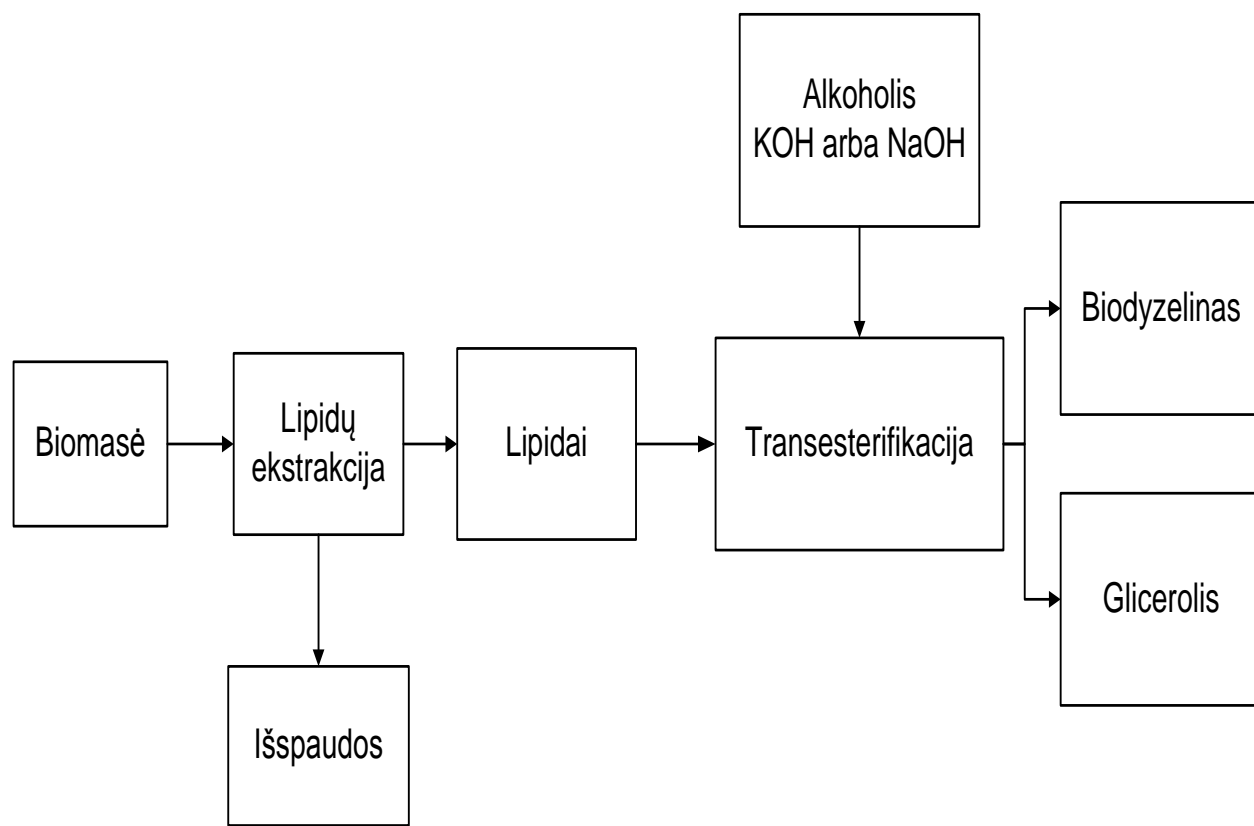 Alkoholis
KOH arba NaOH
Biodyzelinas
Biomasė
Lipidų
ekstrakcija
Lipidai
Transesterifikacija
Glicerolis
Išspaudos